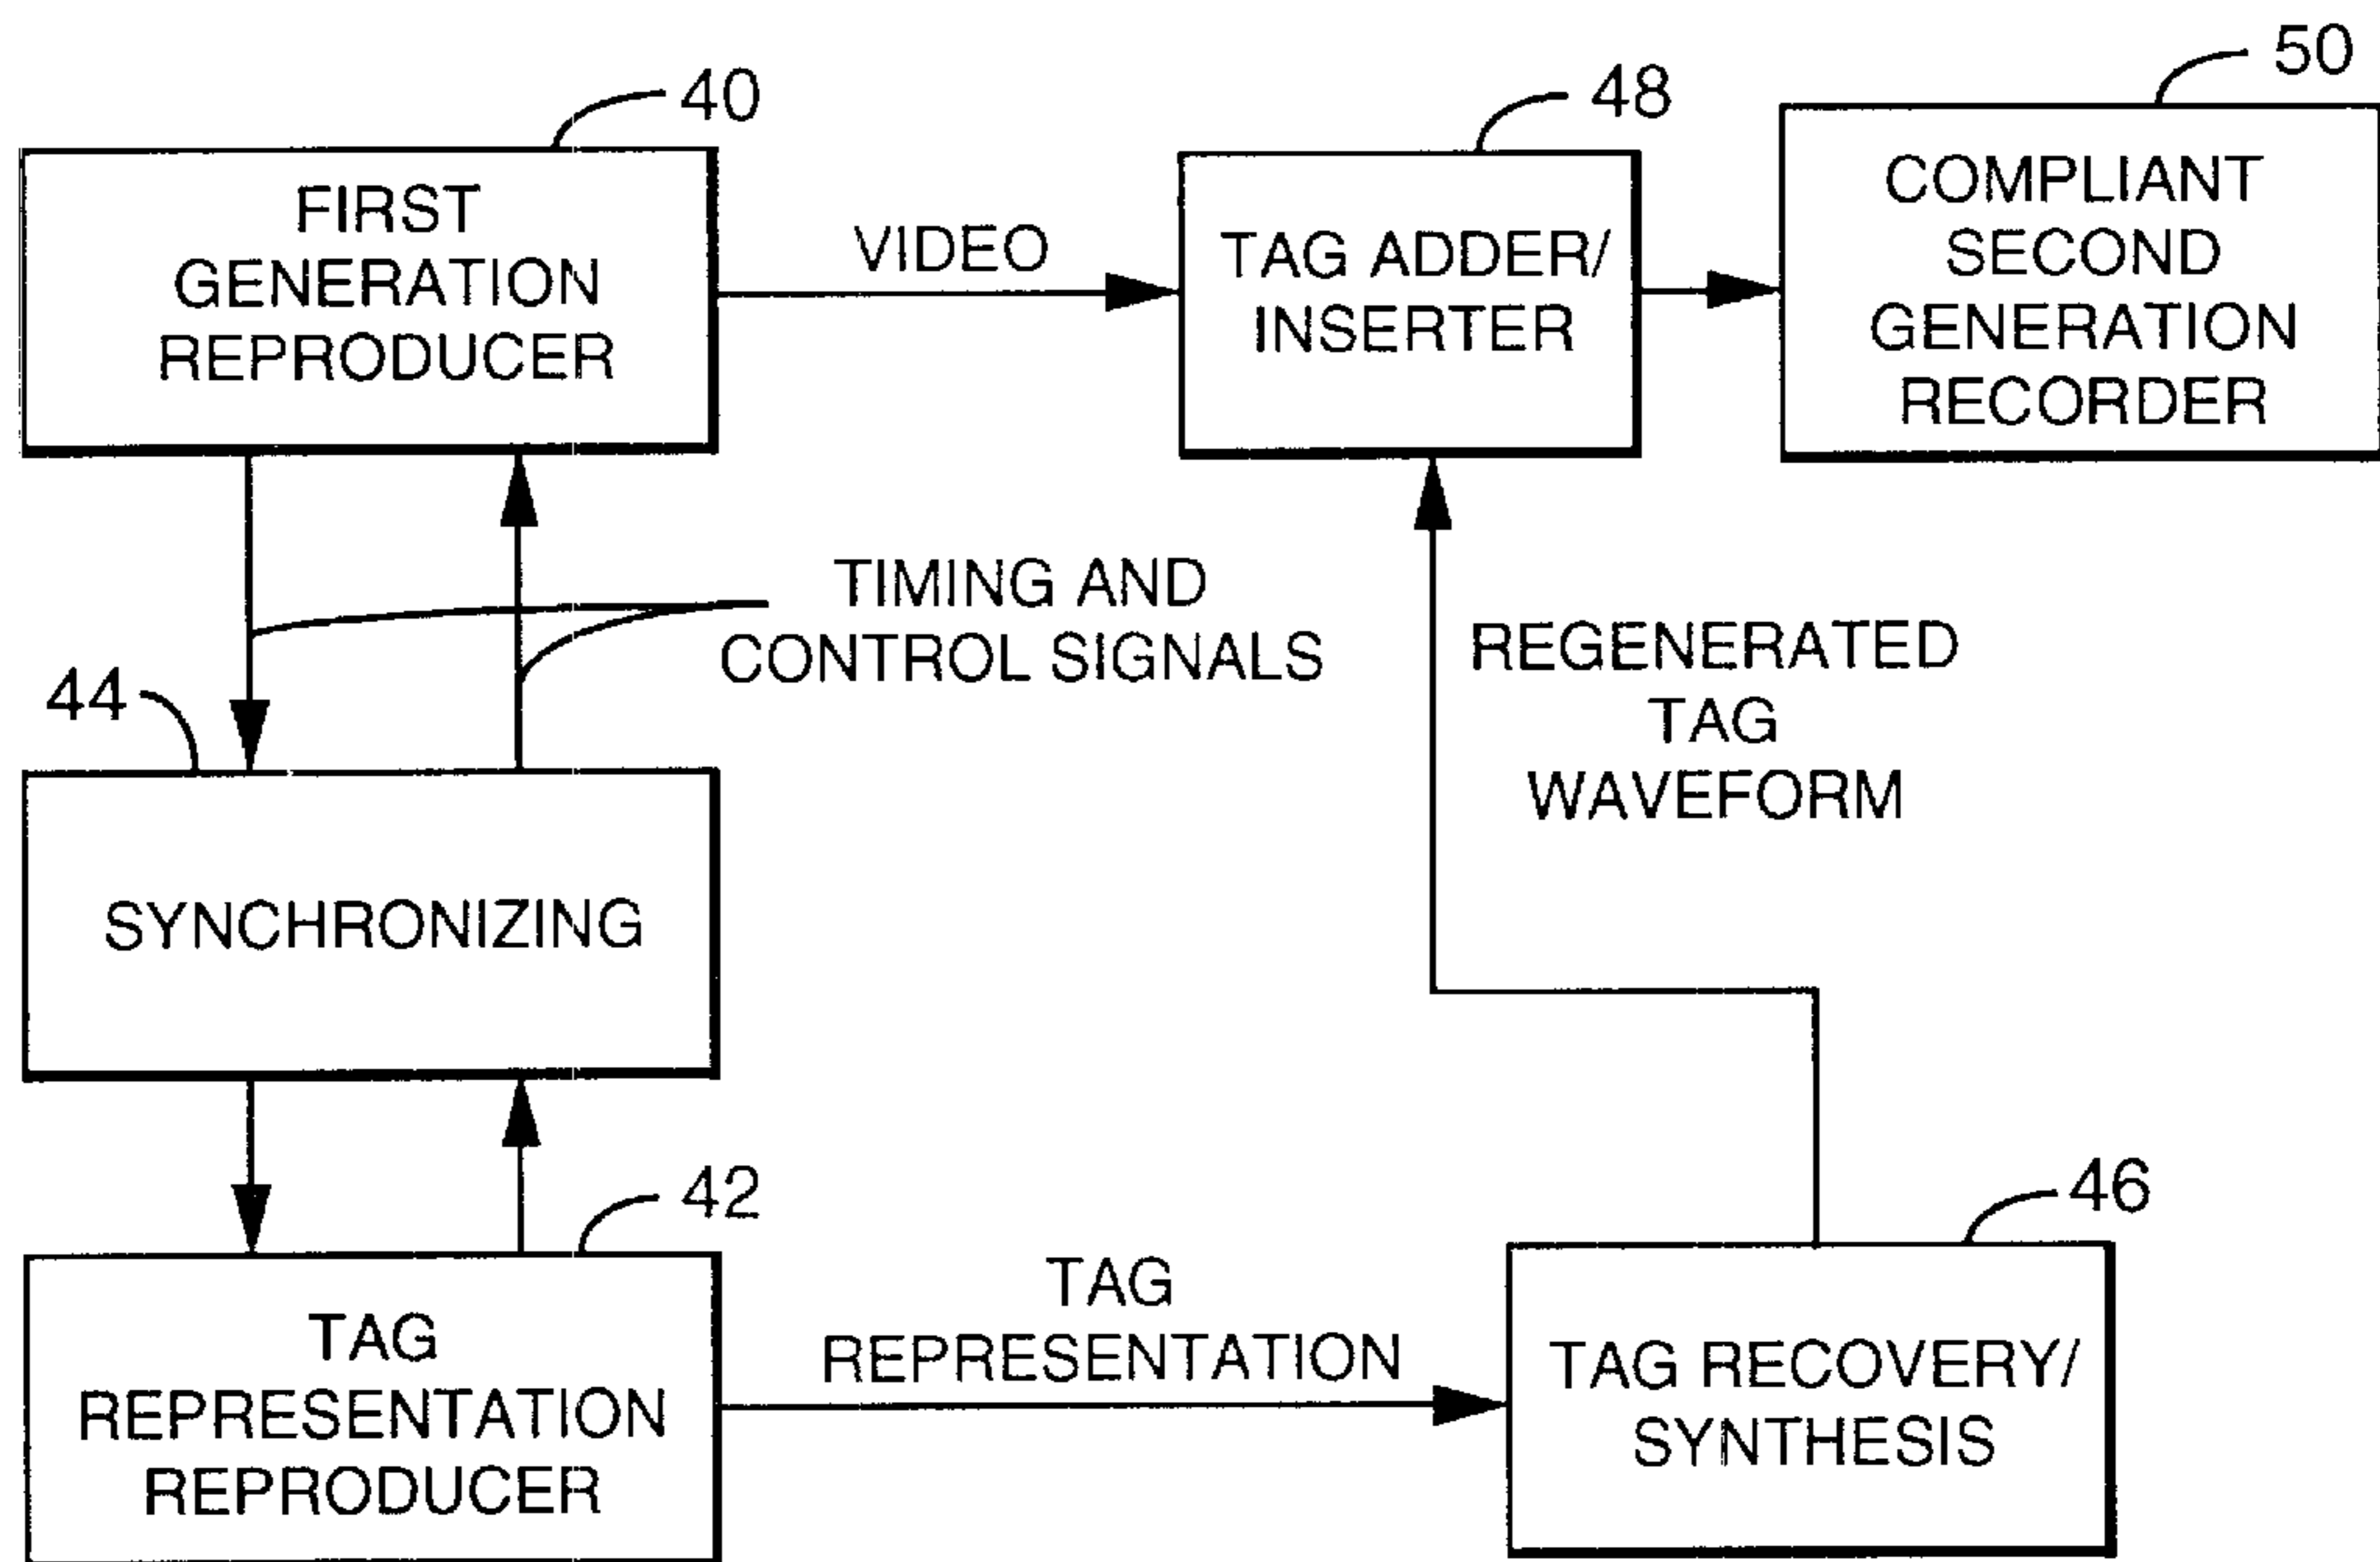 40
FIRST
GENERATION
REPRODUCER
VIDEO
48
TAG ADDER/
INSERTER
50
COMPLIANT
SECOND
GENERATION
RECORDER
TIMING AND
CONTROL SIGNALS
REGENERATED
TAG
WAVEFORM
44
SYNCHRONIZING
42
TAG
REPRESENTATION
REPRODUCER
TAG
REPRESENTATION
46
TAG RECOVERY/
SYNTHESIS